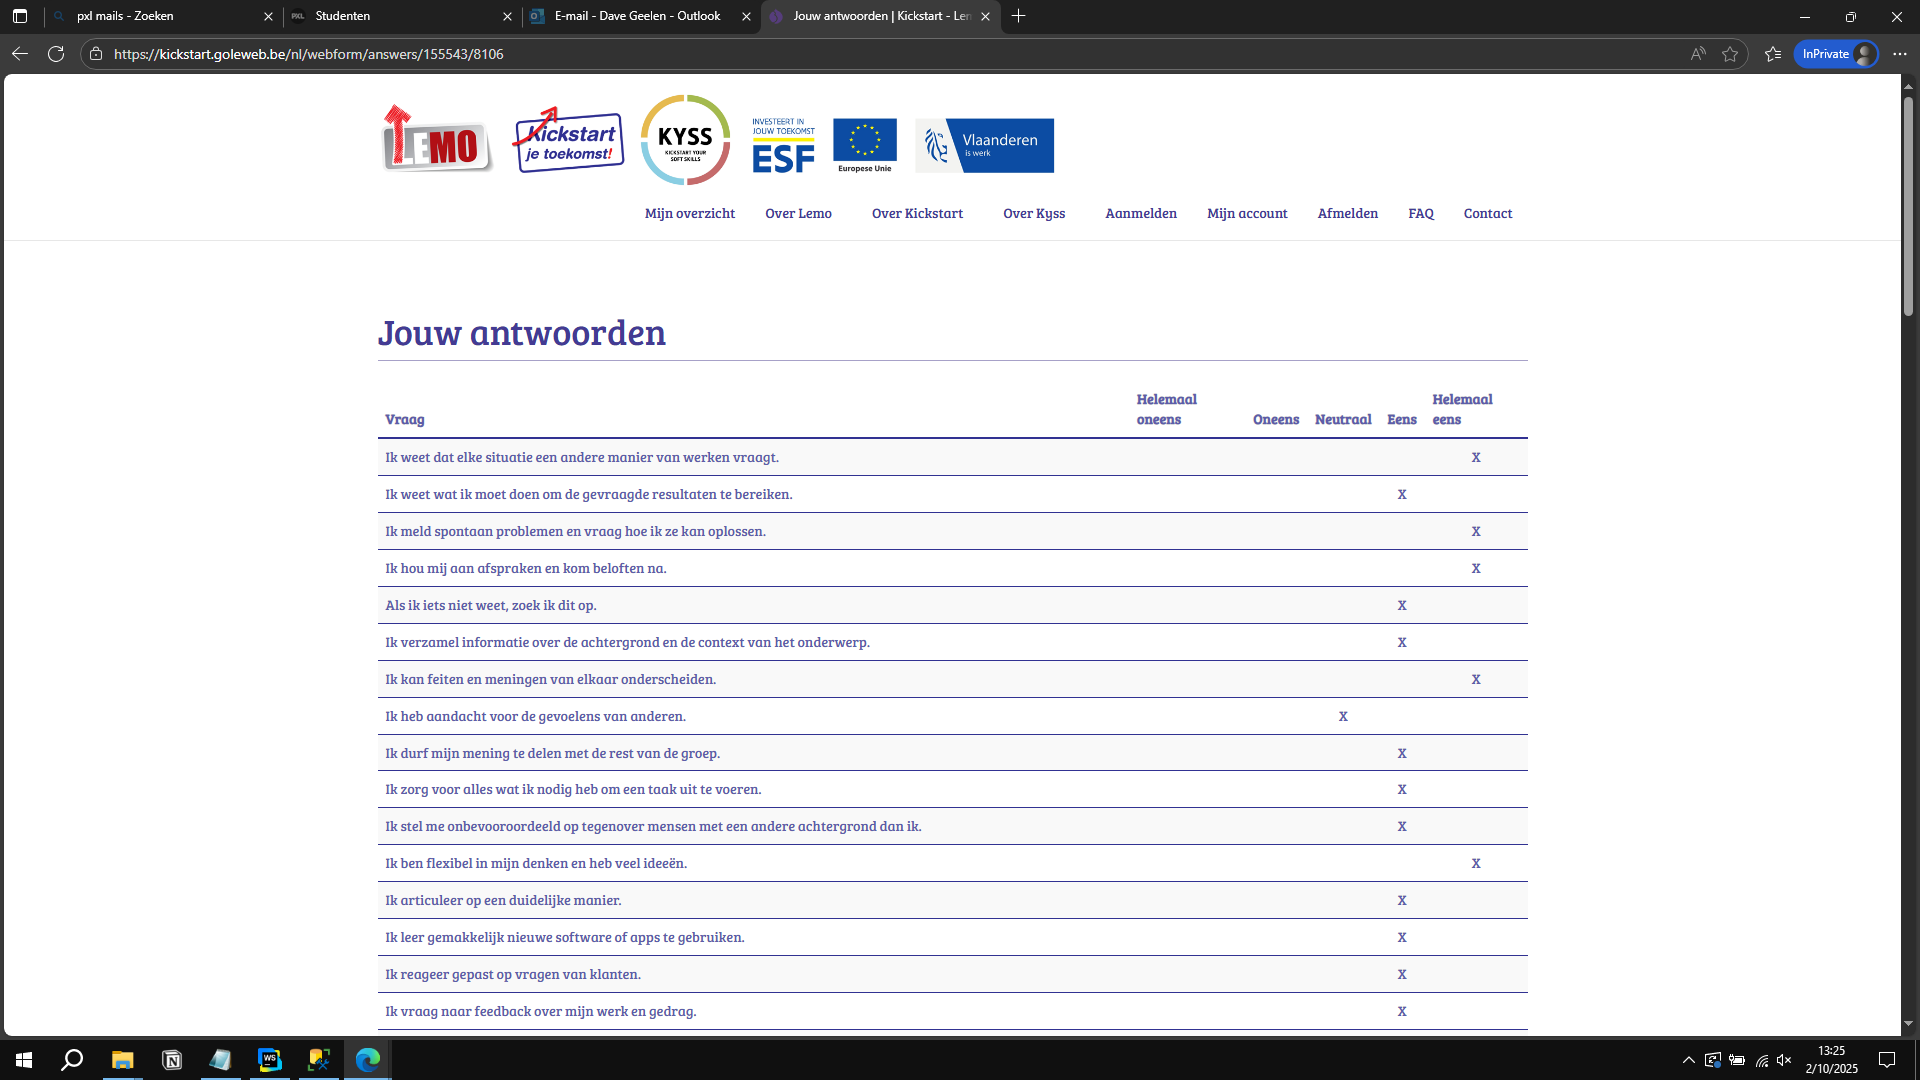 pxl mails - Zoeken
Studenten
E-mail - Dave Geelen - Outlook
Jouw antwoorden | Kickstart - Len
https://kickstart.goleweb.be/nl/webform/answers/155543/8106
InPrivate
LEMO
Kickstart
je toekomst!
KYSS
KICKSTART YOUR
SOFT SKILLS
INVESTEERT IN
JOUW TOEKOMST
ESF
Europese Unie
Vlaanderen
is werk
Mijn overzicht Over Lemo Over Kickstart Over Kyss Aanmelden Mijn account Afmelden FAQ Contact
Jouw antwoorden
Vraag Helemaal oneens Oneens Neutraal Eens Helemaal eens
Ik weet dat elke situatie een andere manier van werken vraagt. X
Ik weet wat ik moet doen om de gevraagde resultaten te bereiken. X
Ik meld spontaan problemen en vraag hoe ik ze kan oplossen. X
Ik hou mij aan afspraken en kom beloften na. X
Als ik iets niet weet, zoek ik dit op. X
Ik verzamel informatie over de achtergrond en de context van het onderwerp. X
Ik kan feiten en meningen van elkaar onderscheiden. X
Ik heb aandacht voor de gevoelens van anderen. X
Ik durf mijn mening te delen met de rest van de groep. X
Ik zorg voor alles wat ik nodig heb om een taak uit te voeren. X
Ik stel me onbevooroordeeld op tegenover mensen met een andere achtergrond dan ik. X
Ik ben flexibel in mijn denken en heb veel ideeën. X
Ik articuleer op een duidelijke manier. X
Ik leer gemakkelijk nieuwe software of apps te gebruiken. X
Ik reageer gepast op vragen van klanten. X
Ik vraag naar feedback over mijn werk en gedrag. X
WS
13:25
2/10/2025